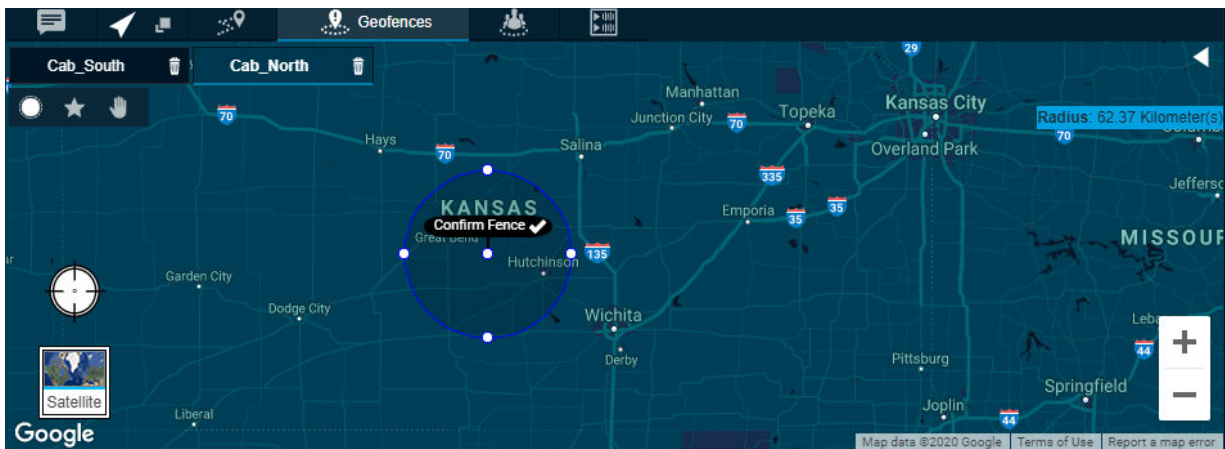 Geofences
Cab_South
Cab_North
29
Manhattan
Kansas City
Junction City
70
Topeka
Radius: 62.37 Kilometer(s)
70
70
Hays
70
Salina
Overland Park
335
Jeffersc
KANSAS
Emporia
35
35
Confirm Fence
Great Bend
MISSOUR
135
Hutchinson
Garden City
Dodge City
Wichita
Leba
44
Derby
Pittsburg
Springfield
Satellite
Liberal
Joplin
44
Google
Map data ©2020 Google
Terms of Use
Report a map error